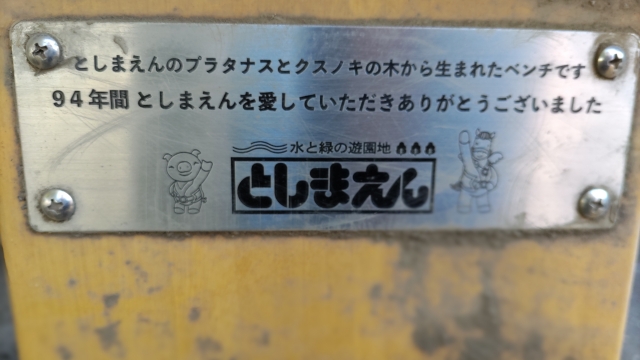 としまえんのプラタナスとクスノキの木から生まれたベンチです
94年間としまえんを愛していただきありがとうございました
水と緑の遊園地
としまえん